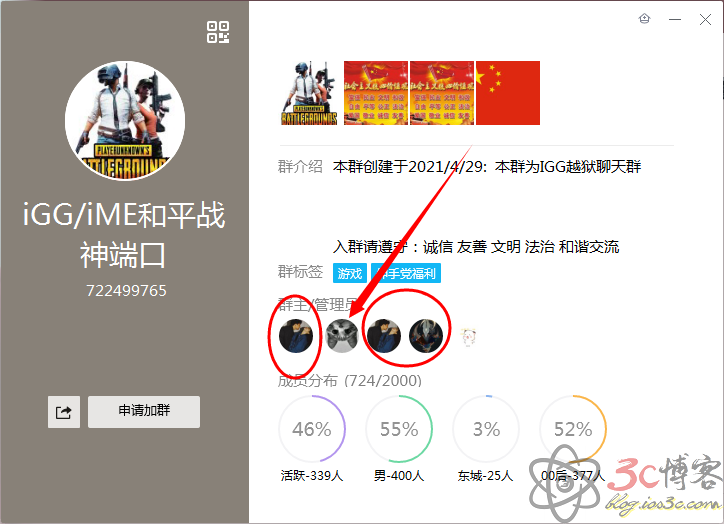 PLAYERUNKNOWN'S
BATTLEGROUNDS
iGG/iME和平战
神端口
722499765
申请加群
群介绍 本群创建于2021/4/29: 本群为IGG越狱聊天群
入群请遵守：诚信 友善 文明 法治 和谐交流
群标签 游戏 手党福利
群主/管理员
成员分布 (724/2000)
46% 55% 3% 52%
活跃-339人 男-400人 东城-25人 00后-377人
3c博客
blog.ios3c.com